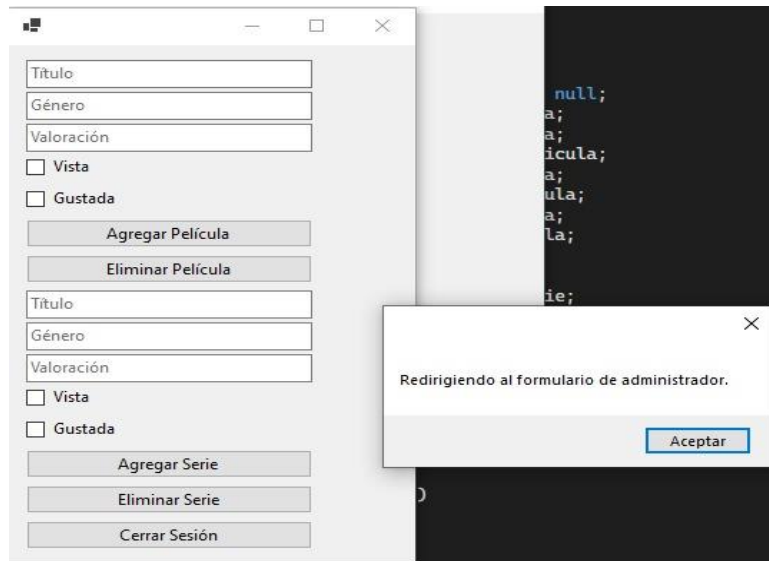 Título
Género
Valoración
Vista
Gustada
Agregar Película
Eliminar Película
Título
Género
Valoración
Vista
Gustada
Agregar Serie
Eliminar Serie
Cerrar Sesión
null;
a;
a;
icula;
a;
ula;
a;
la;
ie;
Redirigiendo al formulario de administrador.
Aceptar
)